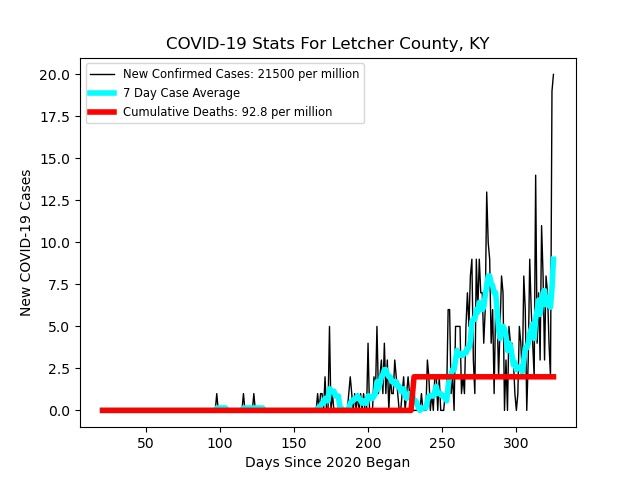 COVID-19 Stats For Letcher County, KY
New Confirmed Cases: 21500 per million
7 Day Case Average
Cumulative Deaths: 92.8 per million
New COVID-19 Cases
20.0
17.5
15.0
12.5
10.0
7.5
5.0
2.5
0.0
50 100 150 200 250 300
Days Since 2020 Began